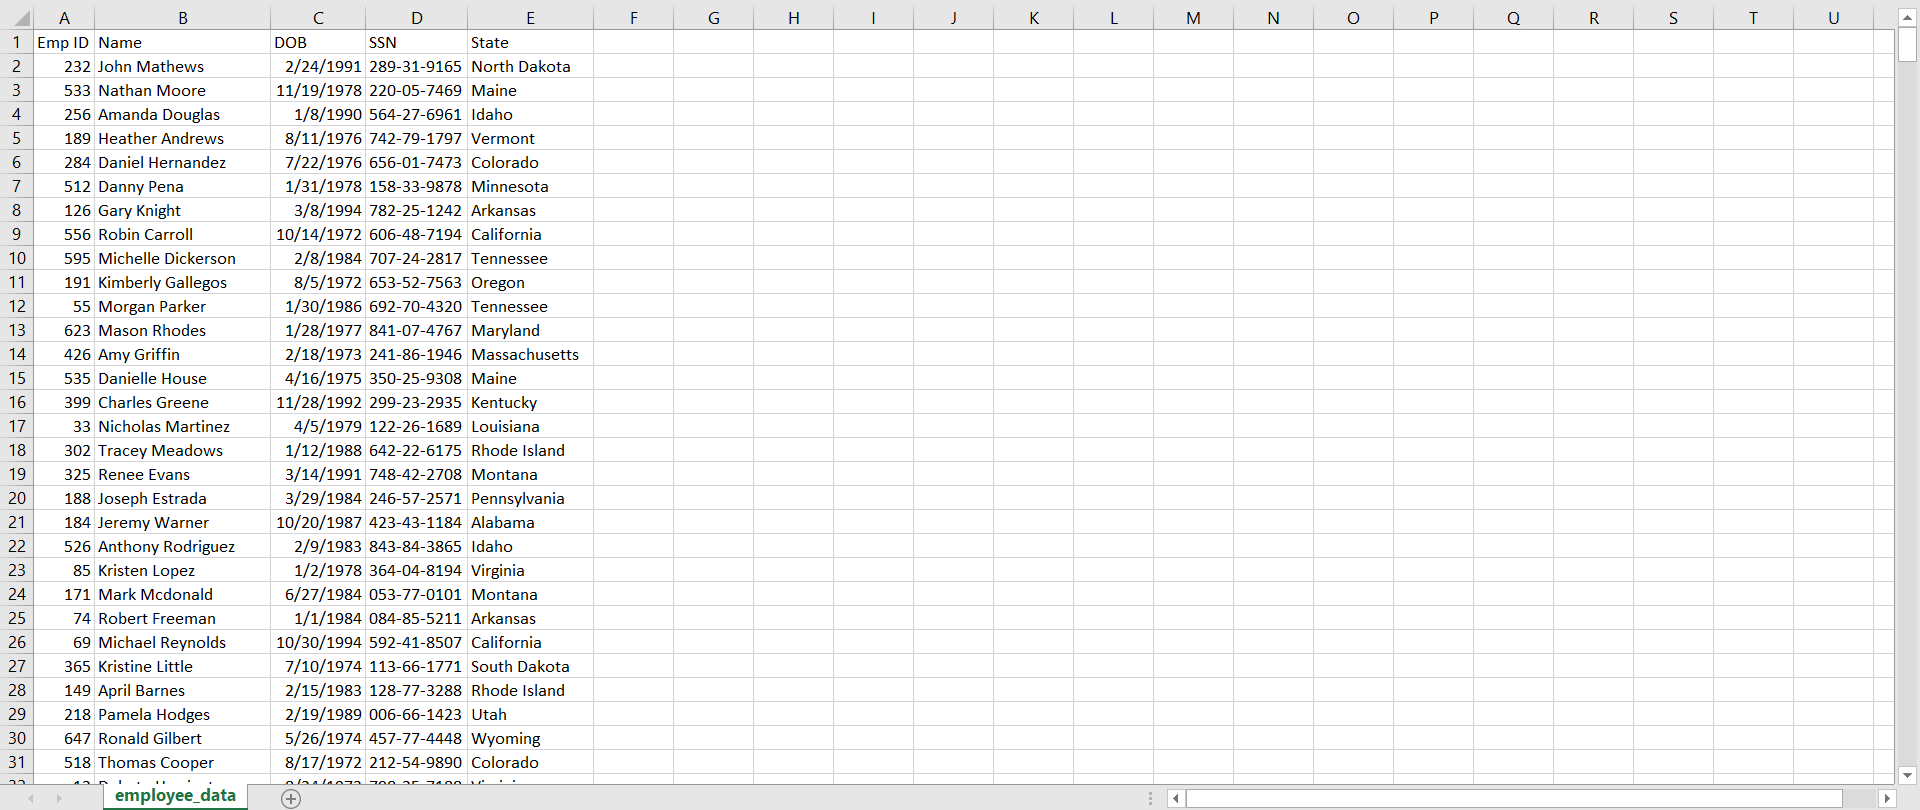 A B C D E F G H I J K L M N O P Q R S T U
1 Emp ID Name DOB SSN State
2 232 John Mathews 2/24/1991 289-31-9165 North Dakota
3 533 Nathan Moore 11/19/1978 220-05-7469 Maine
4 256 Amanda Douglas 1/8/1990 564-27-6961 Idaho
5 189 Heather Andrews 8/11/1976 742-79-1797 Vermont
6 284 Daniel Hernandez 7/22/1976 656-01-7473 Colorado
7 512 Danny Pena 1/31/1978 158-33-9878 Minnesota
8 126 Gary Knight 3/8/1994 782-25-1242 Arkansas
9 556 Robin Carroll 10/14/1972 606-48-7194 California
10 595 Michelle Dickerson 2/8/1984 707-24-2817 Tennessee
11 191 Kimberly Gallegos 8/5/1972 653-52-7563 Oregon
12 55 Morgan Parker 1/30/1986 692-70-4320 Tennessee
13 623 Mason Rhodes 1/28/1977 841-07-4767 Maryland
14 426 Amy Griffin 2/18/1973 241-86-1946 Massachusetts
15 535 Danielle House 4/16/1975 350-25-9308 Maine
16 399 Charles Greene 11/28/1992 299-23-2935 Kentucky
17 33 Nicholas Martinez 4/5/1979 122-26-1689 Louisiana
18 302 Tracey Meadows 1/12/1988 642-22-6175 Rhode Island
19 325 Renee Evans 3/14/1991 748-42-2708 Montana
20 188 Joseph Estrada 3/29/1984 246-57-2571 Pennsylvania
21 184 Jeremy Warner 10/20/1987 423-43-1184 Alabama
22 526 Anthony Rodriguez 2/9/1983 843-84-3865 Idaho
23 85 Kristen Lopez 1/2/1978 364-04-8194 Virginia
24 171 Mark Mcdonald 6/27/1984 053-77-0101 Montana
25 74 Robert Freeman 1/1/1984 084-85-5211 Arkansas
26 69 Michael Reynolds 10/30/1994 592-41-8507 California
27 365 Kristine Little 7/10/1974 113-66-1771 South Dakota
28 149 April Barnes 2/15/1983 128-77-3288 Rhode Island
29 218 Pamela Hodges 2/19/1989 006-66-1423 Utah
30 647 Ronald Gilbert 5/26/1974 457-77-4448 Wyoming
31 518 Thomas Cooper 8/17/1972 212-54-9890 Colorado
employee_data